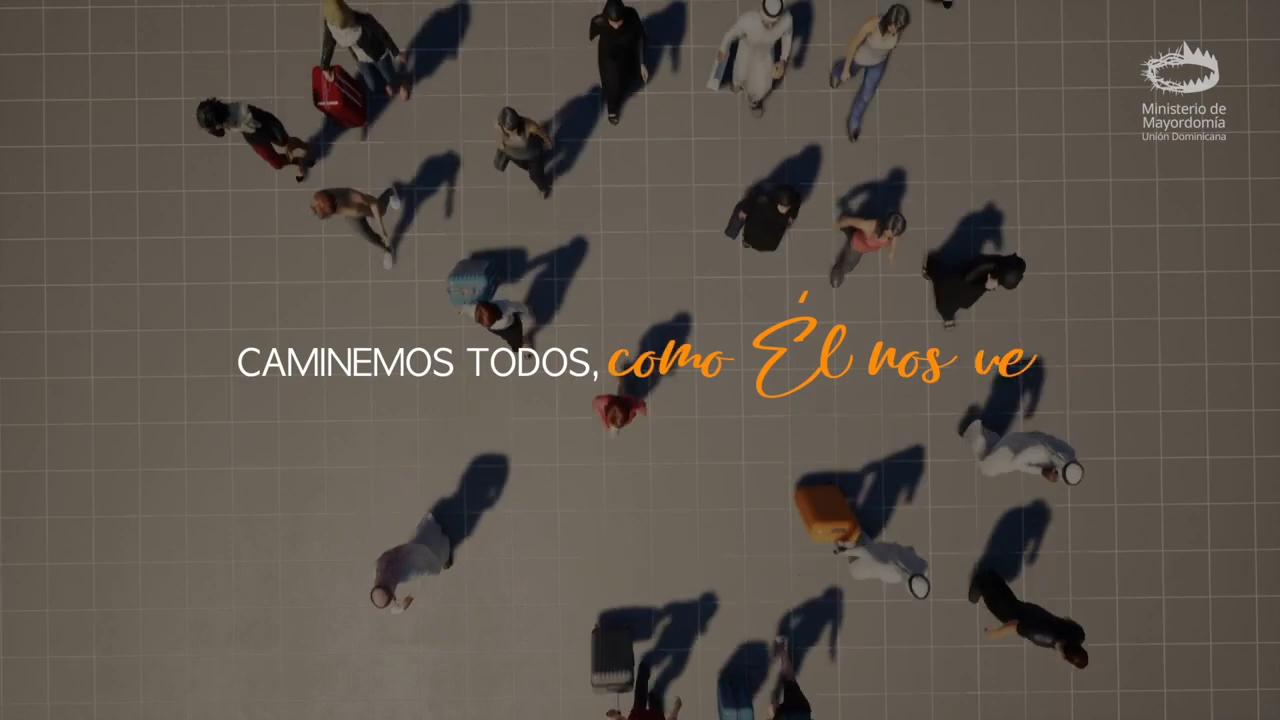 Ministerio de
Mayordomía
Unión Dominicana
CAMINEMOS TODOS, como Él nos ve